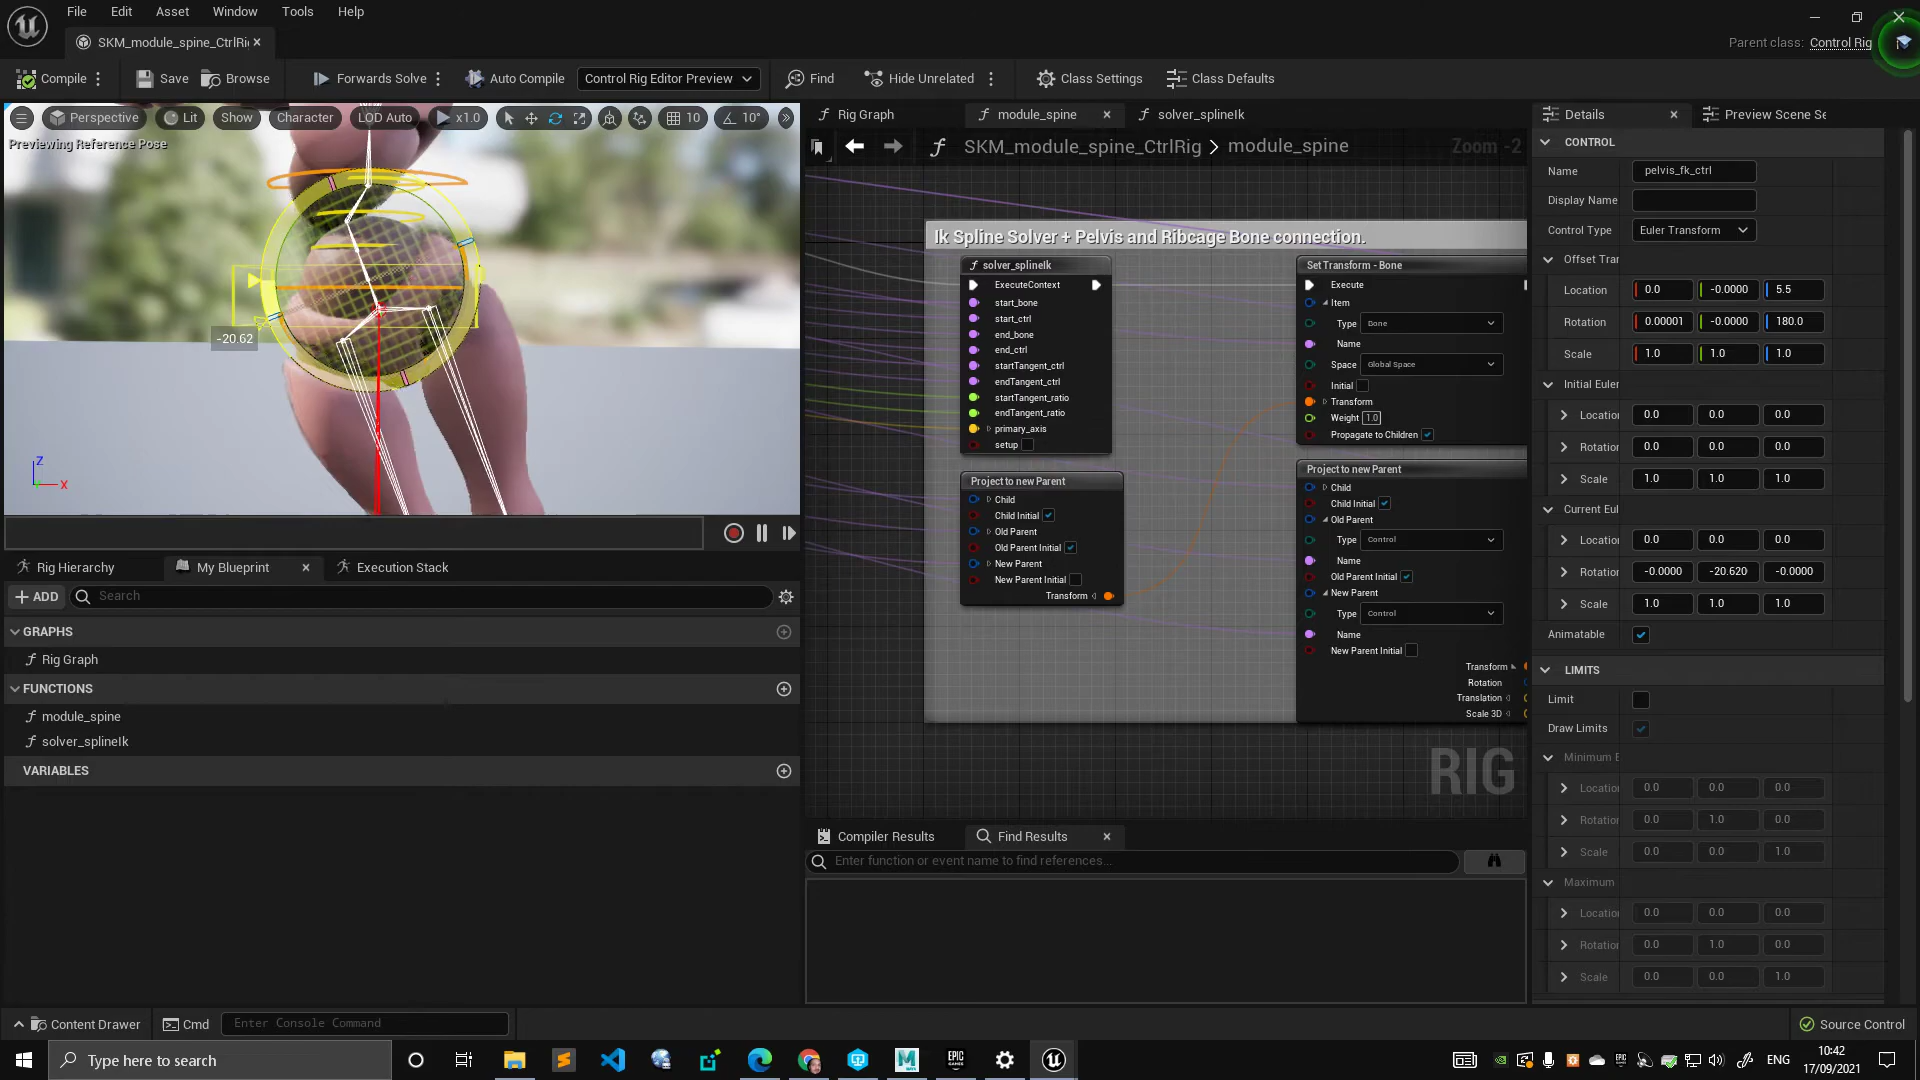 File Edit Asset Window Tools Help
SKM_module_spine_CtrlRi
Parent class: Control Rig
Compile Save Browse Forwards Solve Auto Compile Control Rig Editor Preview Find Hide Unrelated Class Settings Class Defaults
Perspective Lit Show Character LOD Auto x1.0 10 10°
Previewing Reference Pose
-20.62
Z
X
Rig Hierarchy My Blueprint Execution Stack
ADD Search
GRAPHS
Rig Graph
FUNCTIONS
module_spine
solver_splineIk
VARIABLES
Rig Graph module_spine solver_splineIk
SKM_module_spine_CtrlRig > module_spine Zoom -2
Ik Spline Solver + Pelvis and Ribcage Bone connection.
solver_splineIk
ExecuteContext
start_bone
start_ctrl
end_bone
end_ctrl
startTangent_ctrl
endTangent_ctrl
startTangent_ratio
endTangent_ratio
primary_axis
setup
Project to new Parent
Child
Child Initial
Old Parent
Old Parent Initial
New Parent
New Parent Initial
Transform
Set Transform - Bone
Execute
Item
Type Bone
Name
Space Global Space
Initial
Transform
Weight 1.0
Propagate to Children
Project to new Parent
Child
Child Initial
Old Parent
Type Control
Name
Old Parent Initial
New Parent
Type Control
Name
New Parent Initial
Transform
Rotation
Translation
Scale 3D
RIG
Compiler Results Find Results
Enter function or event name to find references...
Details Preview Scene Se
CONTROL
Name pelvis_fk_ctrl
Display Name
Control Type Euler Transform
Offset Tran
Location 0.0 -0.0000 5.5
Rotation 0.00001 -0.0000 180.0
Scale 1.0 1.0 1.0
Initial Euler
Location 0.0 0.0 0.0
Rotation 0.0 0.0 0.0
Scale 1.0 1.0 1.0
Current Eul
Location 0.0 0.0 0.0
Rotation -0.0000 -20.620 -0.0000
Scale 1.0 1.0 1.0
Animatable
LIMITS
Limit
Draw Limits
Minimum E
Location 0.0 0.0 0.0
Rotation 0.0 1.0 0.0
Scale 0.0 0.0 1.0
Maximum
Location 0.0 0.0 0.0
Rotation 0.0 1.0 0.0
Scale 0.0 0.0 1.0
Content Drawer Cmd Enter Console Command Source Control
Type here to search
ENG
10:42
17/09/2021